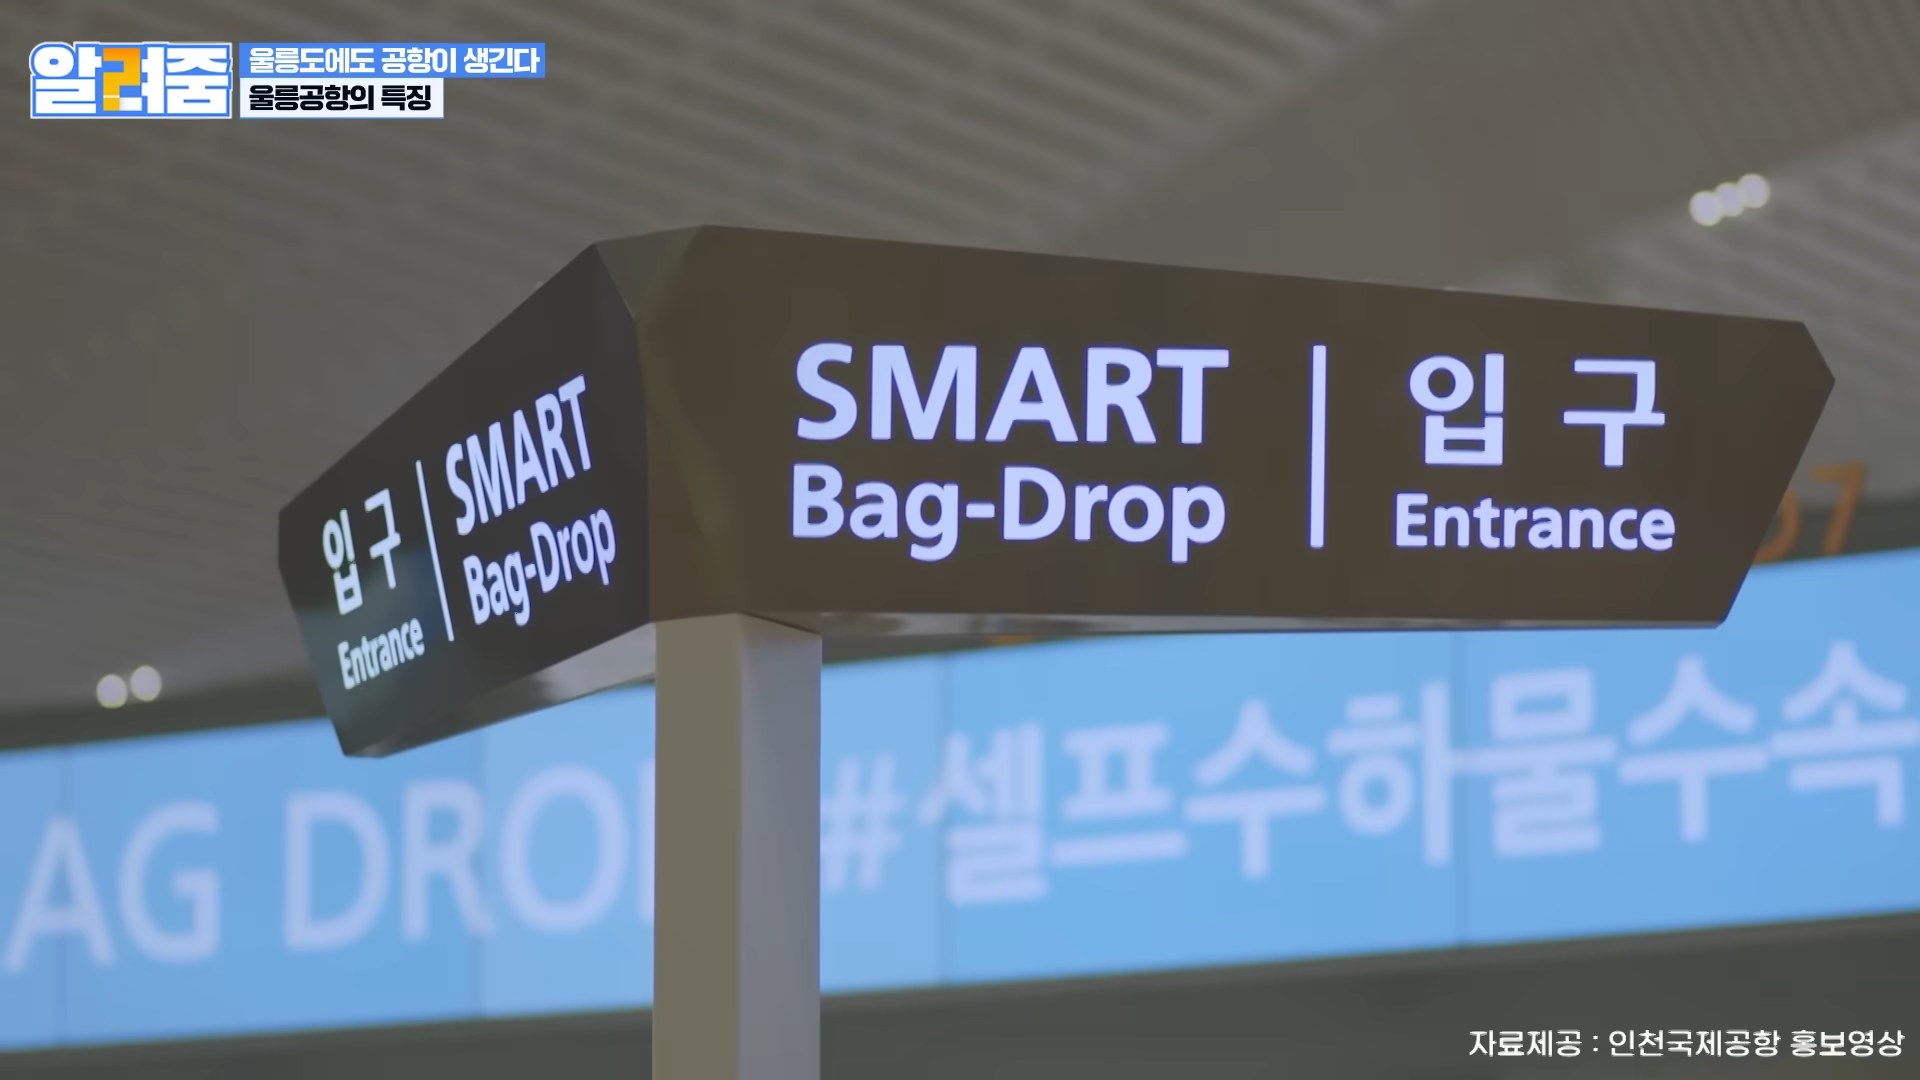 알려줌
울릉도에도 공항이 생긴다
울릉공항의 특징
입구
Entrance
SMART
Bag-Drop
SMART
Bag-Drop
입구
Entrance
07
AG DROP
#셀프수하물수속
자료제공 : 인천국제공항 홍보영상